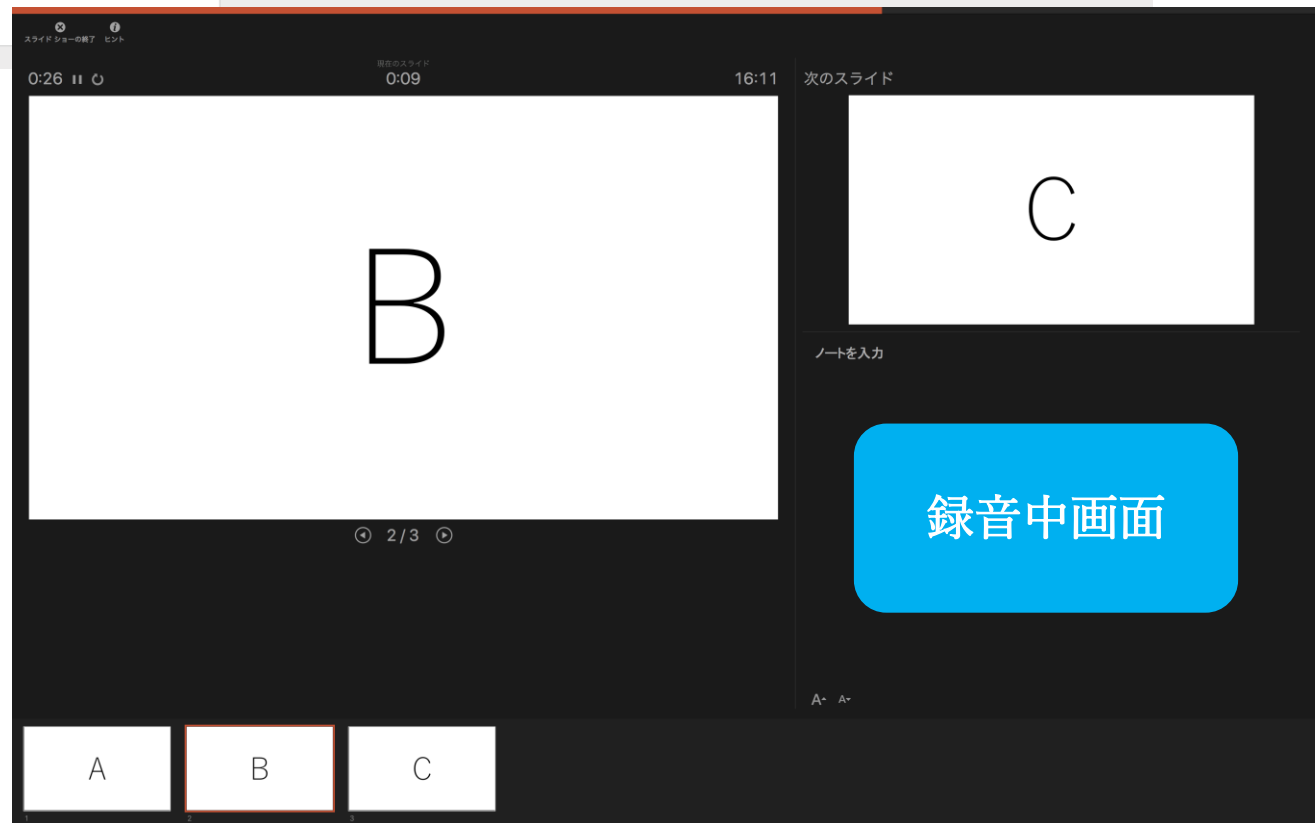 スライド ショーの終了 ヒント
現在のスライド
0:26 0:09 16:11
次のスライド
B
C
ノートを入力
録音中画面
2/3
A A
A B C
1 2 3